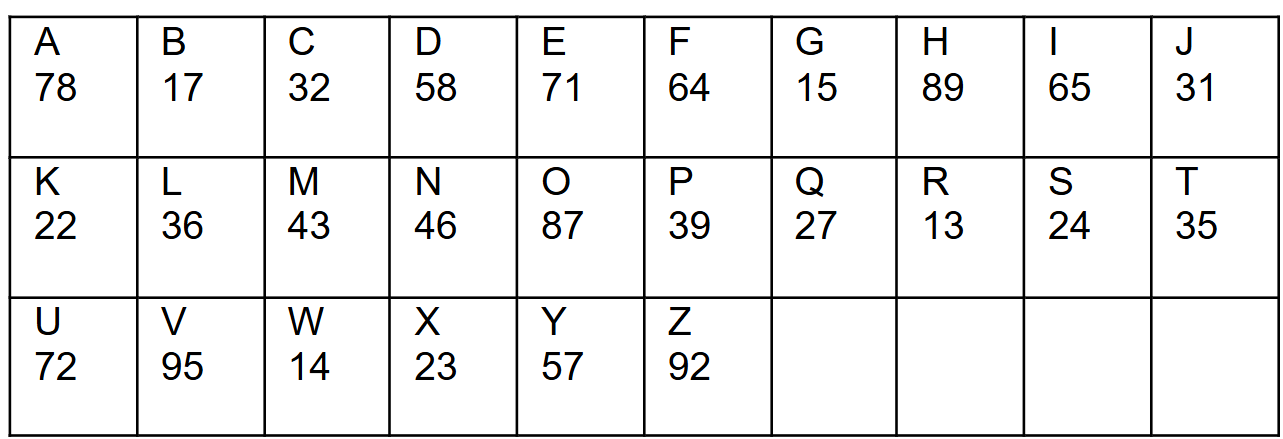 A B C D E F G H I J
78 17 32 58 71 64 15 89 65 31
K L M N O P Q R S T
22 36 43 46 87 39 27 13 24 35
U V W X Y Z
72 95 14 23 57 92